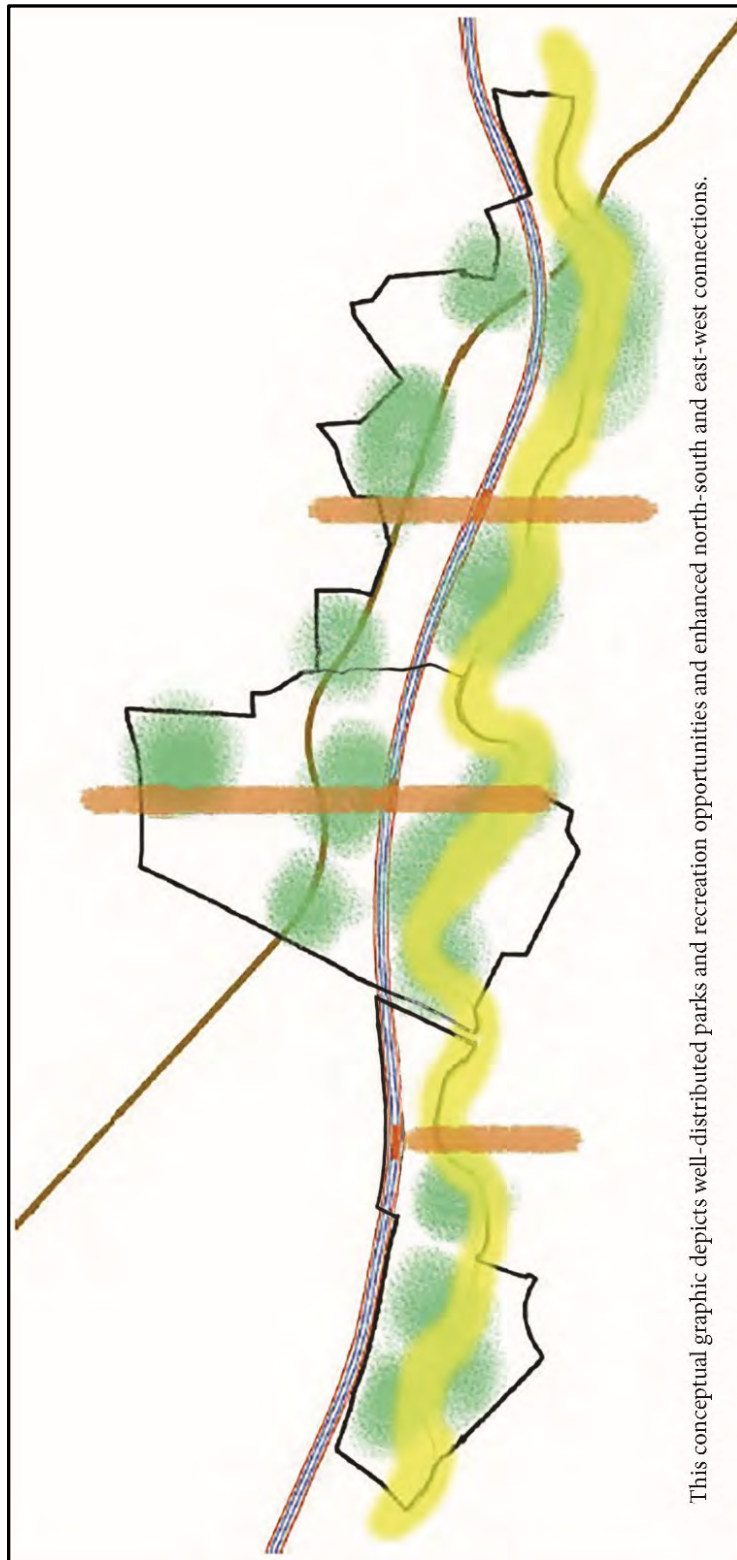 This conceptual graphic depicts well-distributed parks and recreation opportunities and enhanced north-south and east-west connections.